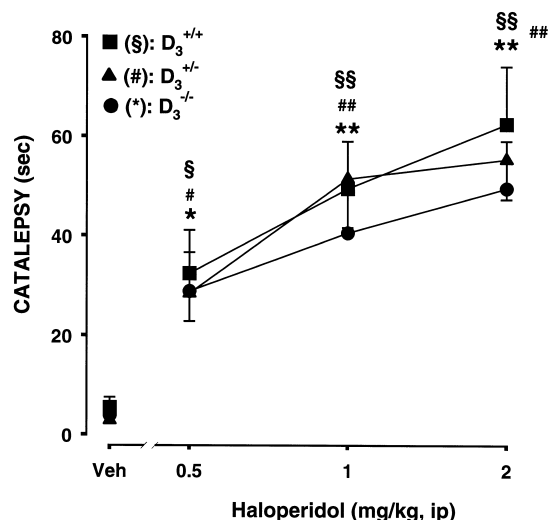 80
60
40
20
0
CATALEPSY (sec)
■ (§): D3+/+
▲ (#): D3+/-
● (*): D3-/-
§
#
*
§§
##
**
§§ ##
**
Veh 0.5 1 2
Haloperidol (mg/kg, ip)